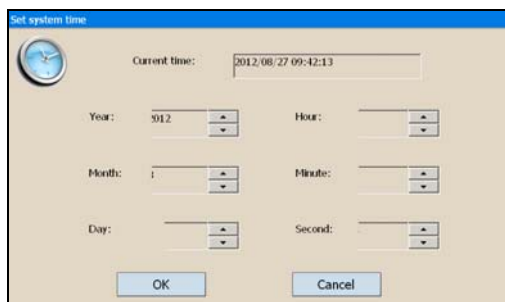 Set system time
Current time: 2012/08/27 09:42:13
Year: 2012 Hour:
Month: Minute:
Day: Second:
OK Cancel